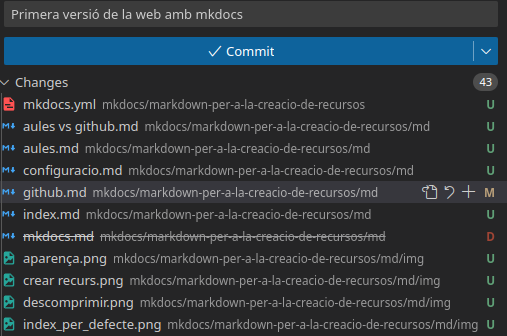 Primera versió de la web amb mkdocs
Commit
Changes 43
mkdocs.yml mkdocs/markdown-per-a-la-creacio-de-recursos U
aules vs github.md mkdocs/markdown-per-a-la-creacio-de-recursos/md U
aules.md mkdocs/markdown-per-a-la-creacio-de-recursos/md U
configuracio.md mkdocs/markdown-per-a-la-creacio-de-recursos/md U
github.md mkdocs/markdown-per-a-la-creacio-de-recursos/md M
index.md mkdocs/markdown-per-a-la-creacio-de-recursos/md U
mkdocs.md mkdocs/markdown-per-a-la-creacio-de-recursos/md D
aparença.png mkdocs/markdown-per-a-la-creacio-de-recursos/md/img U
crear recurs.png mkdocs/markdown-per-a-la-creacio-de-recursos/md/img U
descomprimir.png mkdocs/markdown-per-a-la-creacio-de-recursos/md/img U
index_per_defecte.png mkdocs/markdown-per-a-la-creacio-de-recursos/md/img U